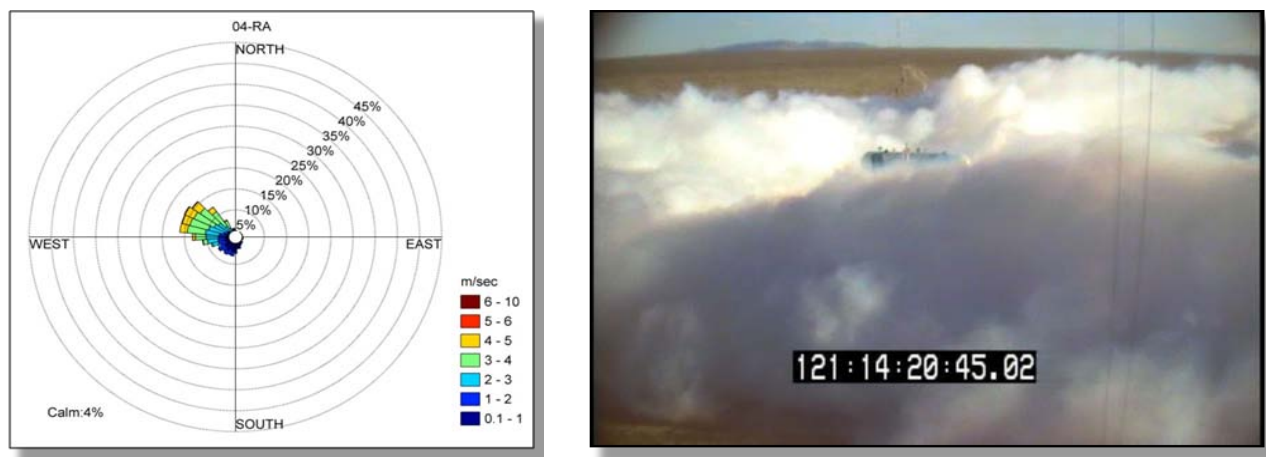 04-RA
NORTH
45%
40%
35%
30%
25%
20%
15%
10%
5%
WEST
EAST
m/sec
6 - 10
5 - 6
4 - 5
3 - 4
2 - 3
1 - 2
0.1 - 1
Calm:4%
SOUTH
121:14:20:45.02